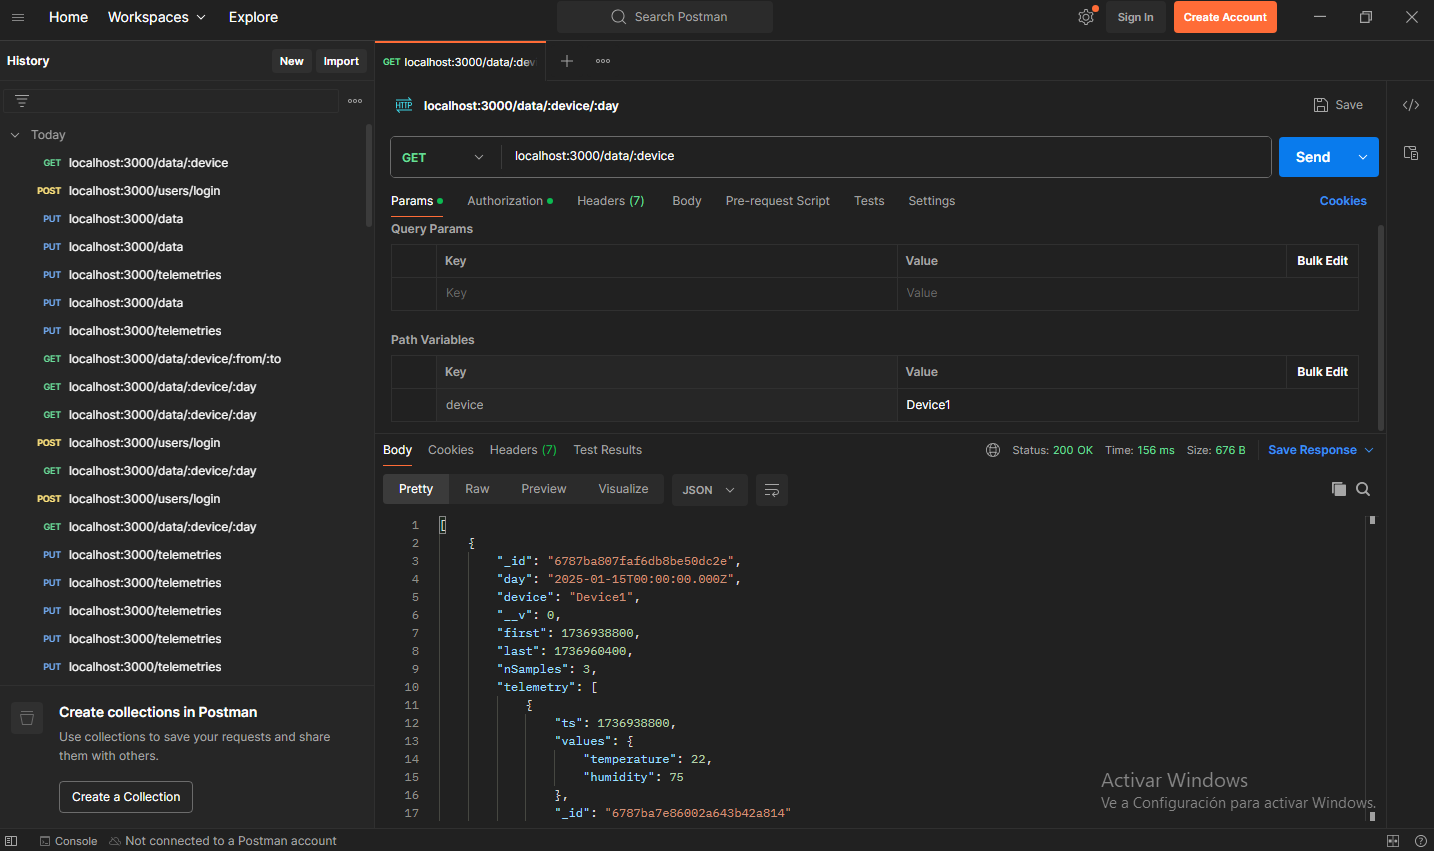 Home Workspaces Explore Search Postman Sign In Create Account
History New Import
GET localhost:3000/data/:dev
HTTP localhost:3000/data/:device/:day Save
Today
GET localhost:3000/data/:device
POST localhost:3000/users/login
PUT localhost:3000/data
PUT localhost:3000/data
PUT localhost:3000/telemetries
PUT localhost:3000/data
PUT localhost:3000/telemetries
GET localhost:3000/data/:device/:from/:to
GET localhost:3000/data/:device/:day
GET localhost:3000/data/:device/:day
POST localhost:3000/users/login
GET localhost:3000/data/:device/:day
POST localhost:3000/users/login
GET localhost:3000/data/:device/:day
PUT localhost:3000/telemetries
PUT localhost:3000/telemetries
PUT localhost:3000/telemetries
PUT localhost:3000/telemetries
PUT localhost:3000/telemetries
Create collections in Postman
Use collections to save your requests and share
them with others.
Create a Collection
GET localhost:3000/data/:device Send
Params Authorization Headers (7) Body Pre-request Script Tests Settings Cookies
Query Params
Key Value Bulk Edit
Key Value
Path Variables
Key Value Bulk Edit
device Device1
Body Cookies Headers (7) Test Results Status: 200 OK Time: 156 ms Size: 676 B Save Response
Pretty Raw Preview Visualize JSON
1 [
2 {
3 "_id": "6787ba807faf6db8be50dc2e",
4 "day": "2025-01-15T00:00:00.000Z",
5 "device": "Device1",
6 "__v": 0,
7 "first": 1736938800,
8 "last": 1736960400,
9 "nSamples": 3,
10 "telemetry": [
11 {
12 "ts": 1736938800,
13 "values": {
14 "temperature": 22,
15 "humidity": 75
16 },
17 "_id": "6787ba7e86002a643b42a814"
Activar Windows
Ve a Configuración para activar Windows.
Console Not connected to a Postman account